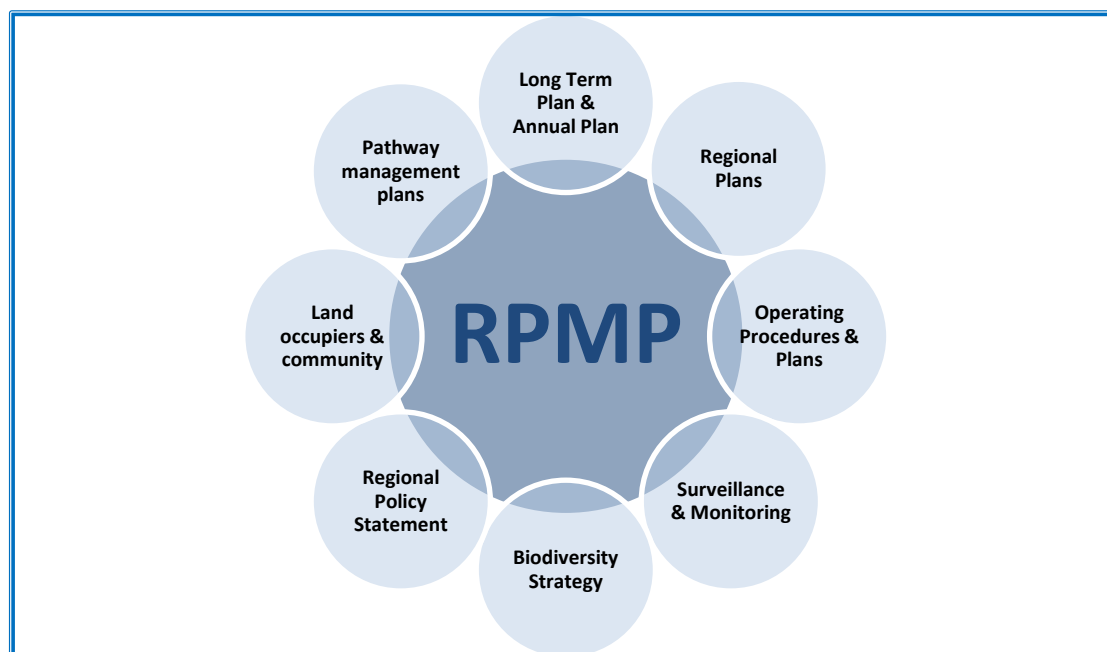 Long Term
Plan &
Annual Plan
Regional
Plans
Operating
Procedures &
Plans
Surveillance
& Monitoring
Biodiversity
Strategy
Regional
Policy
Statement
Land
occupiers &
community
Pathway
management
plans
RPMP